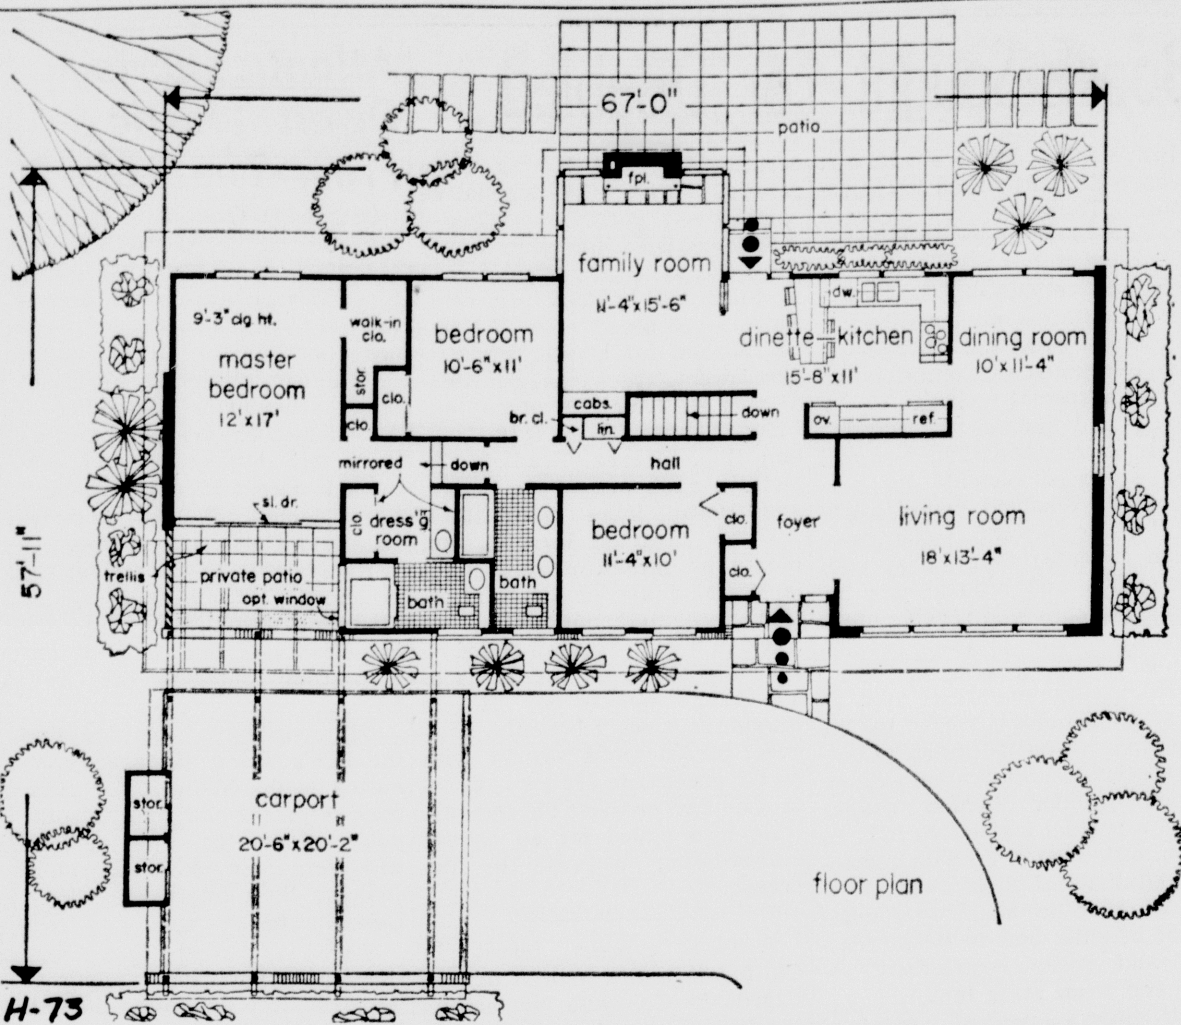 67'-0"
patio
fpl.
family room
11'-4"x15'-6"
9'-3" clg ht.
master
bedroom
12'x17'
walk-in
clo.
stor
clo.
clo.
bedroom
10'-6"x11'
dw.
dinette
kitchen
15'-8"x11'
dining room
10'x11'-4"
cabs.
br. cl.
lin.
down
ov.
ref.
mirrored
down
hall
sl. dr.
clo.
dress'g
room
bedroom
11'-4"x10'
clo.
foyer
living room
18'x13'-4"
57'-11"
trellis
private patio
opt. window
bath
bath
clo.
stor.
stor.
carport
20'-6"x20'-2"
floor plan
H-73